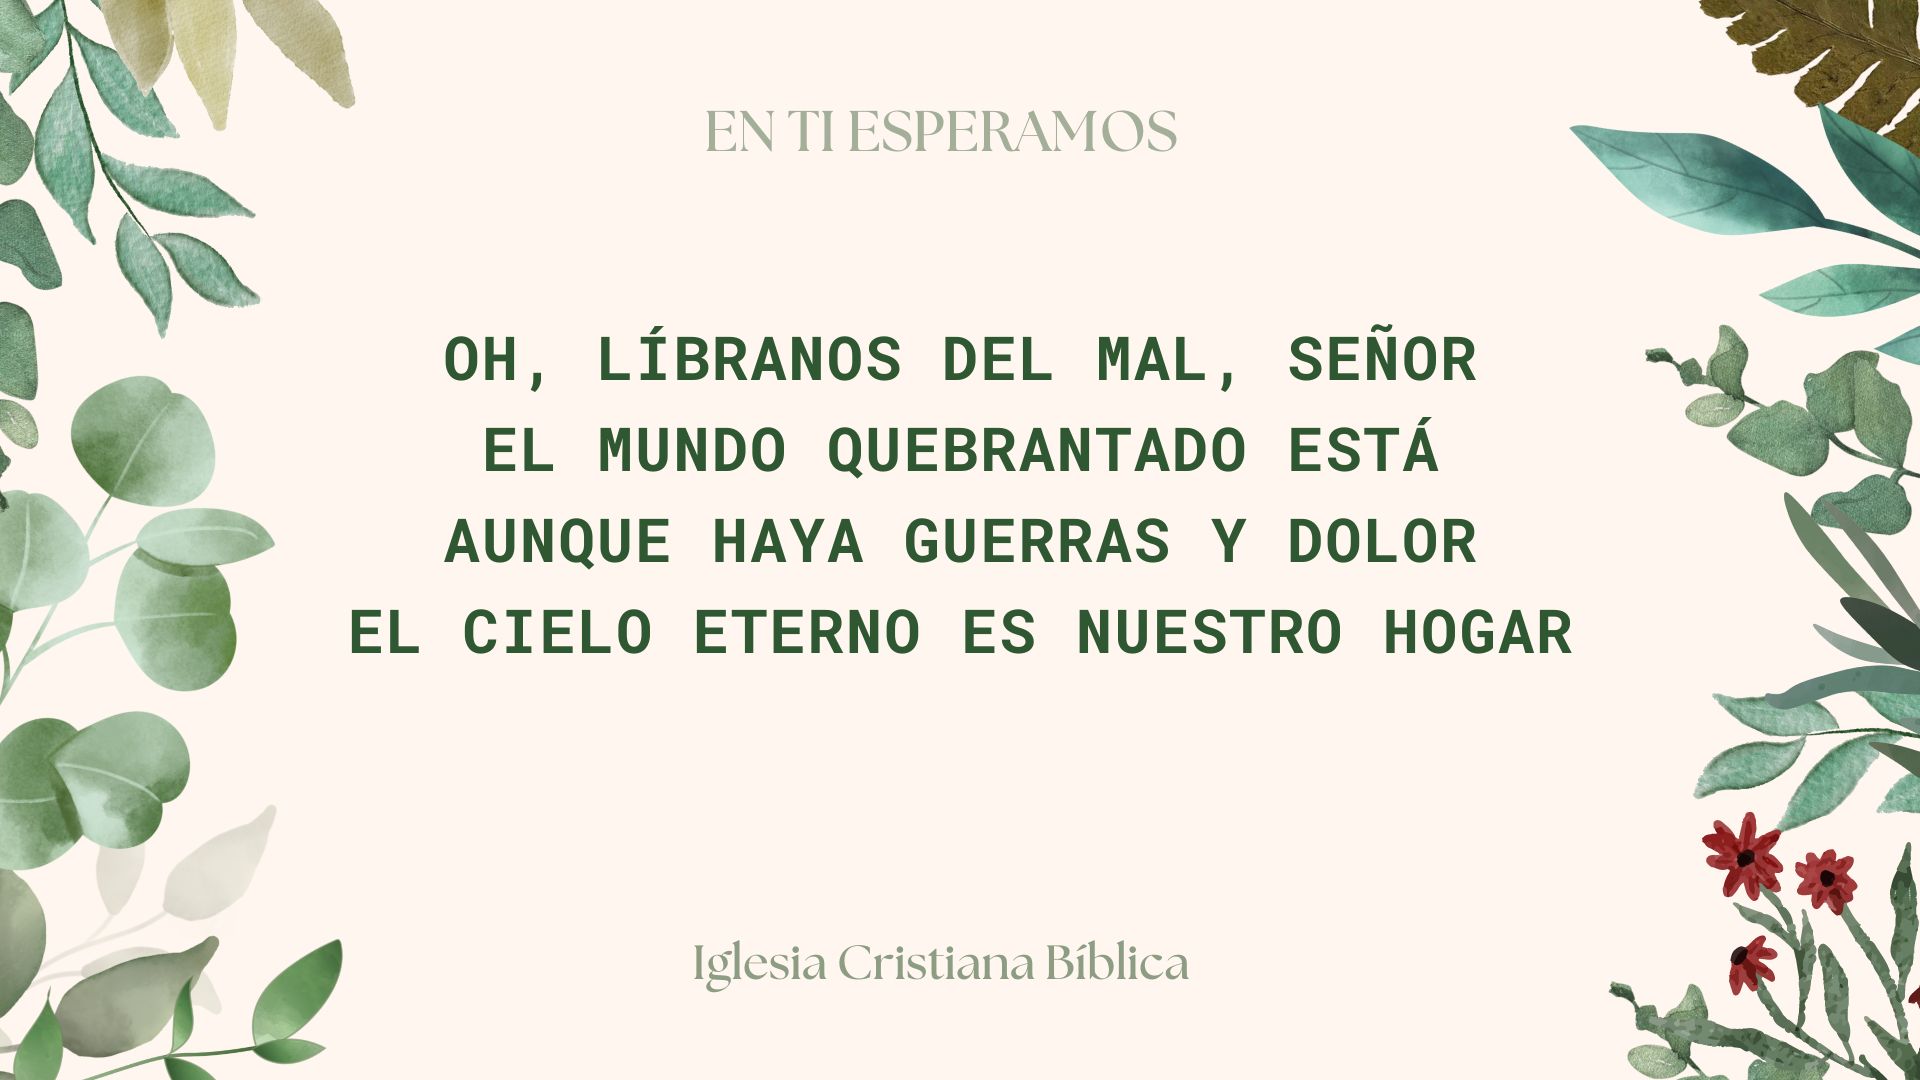 EN TI ESPERAMOS
OH, LÍBRANOS DEL MAL, SEÑOR
EL MUNDO QUEBRANTADO ESTÁ
AUNQUE HAYA GUERRAS Y DOLOR
EL CIELO ETERNO ES NUESTRO HOGAR
Iglesia Cristiana Bíblica